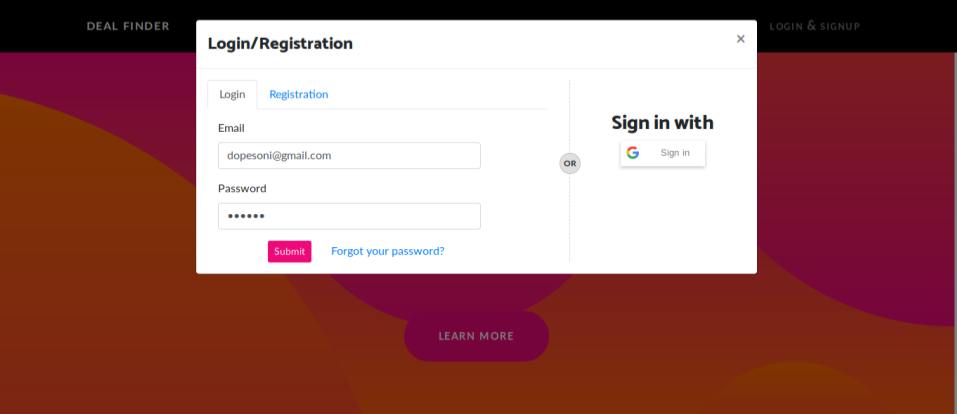 DEAL FINDER
LOGIN & SIGNUP
Login/Registration
×
Login
Registration
Email
dopesoni@gmail.com
Password
••••••
Submit
Forgot your password?
OR
Sign in with
Sign in
LEARN MORE